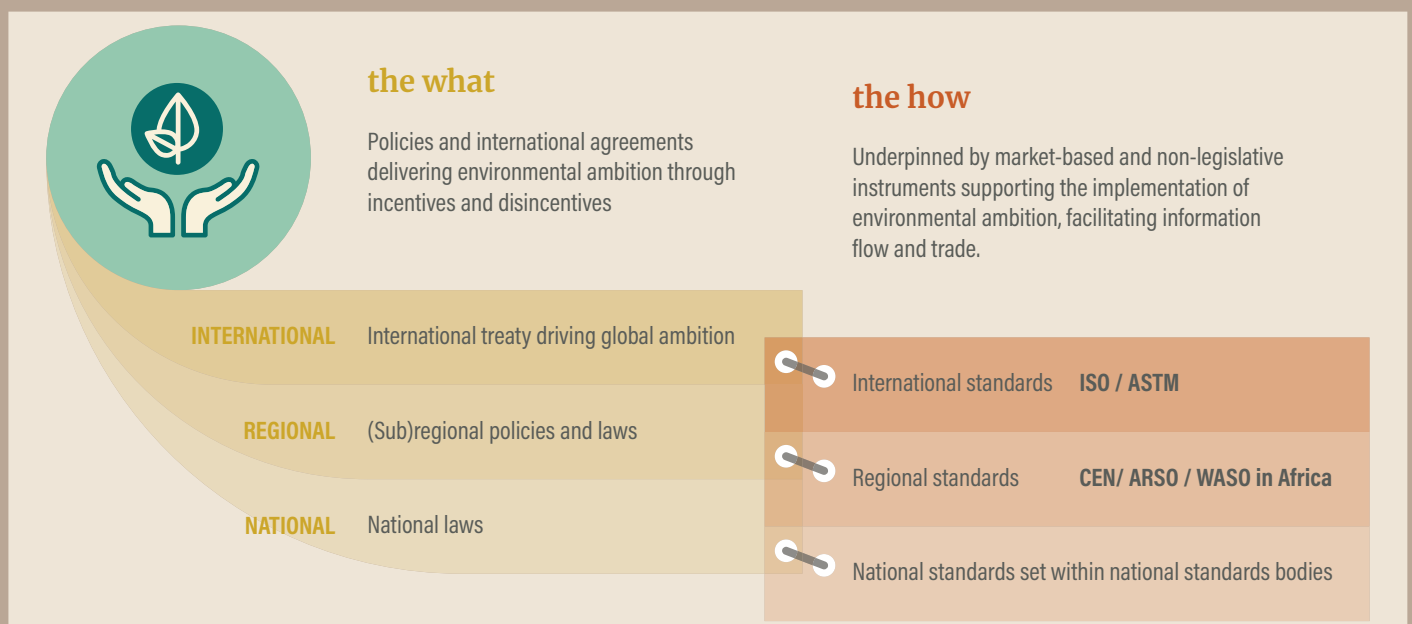 the what
Policies and international agreements
delivering environmental ambition through
incentives and disincentives
the how
Underpinned by market-based and non-legislative
instruments supporting the implementation of
environmental ambition, facilitating information
flow and trade.
INTERNATIONAL International treaty driving global ambition
REGIONAL (Sub)regional policies and laws
NATIONAL National laws
International standards ISO / ASTM
Regional standards CEN/ ARSO / WASO in Africa
National standards set within national standards bodies